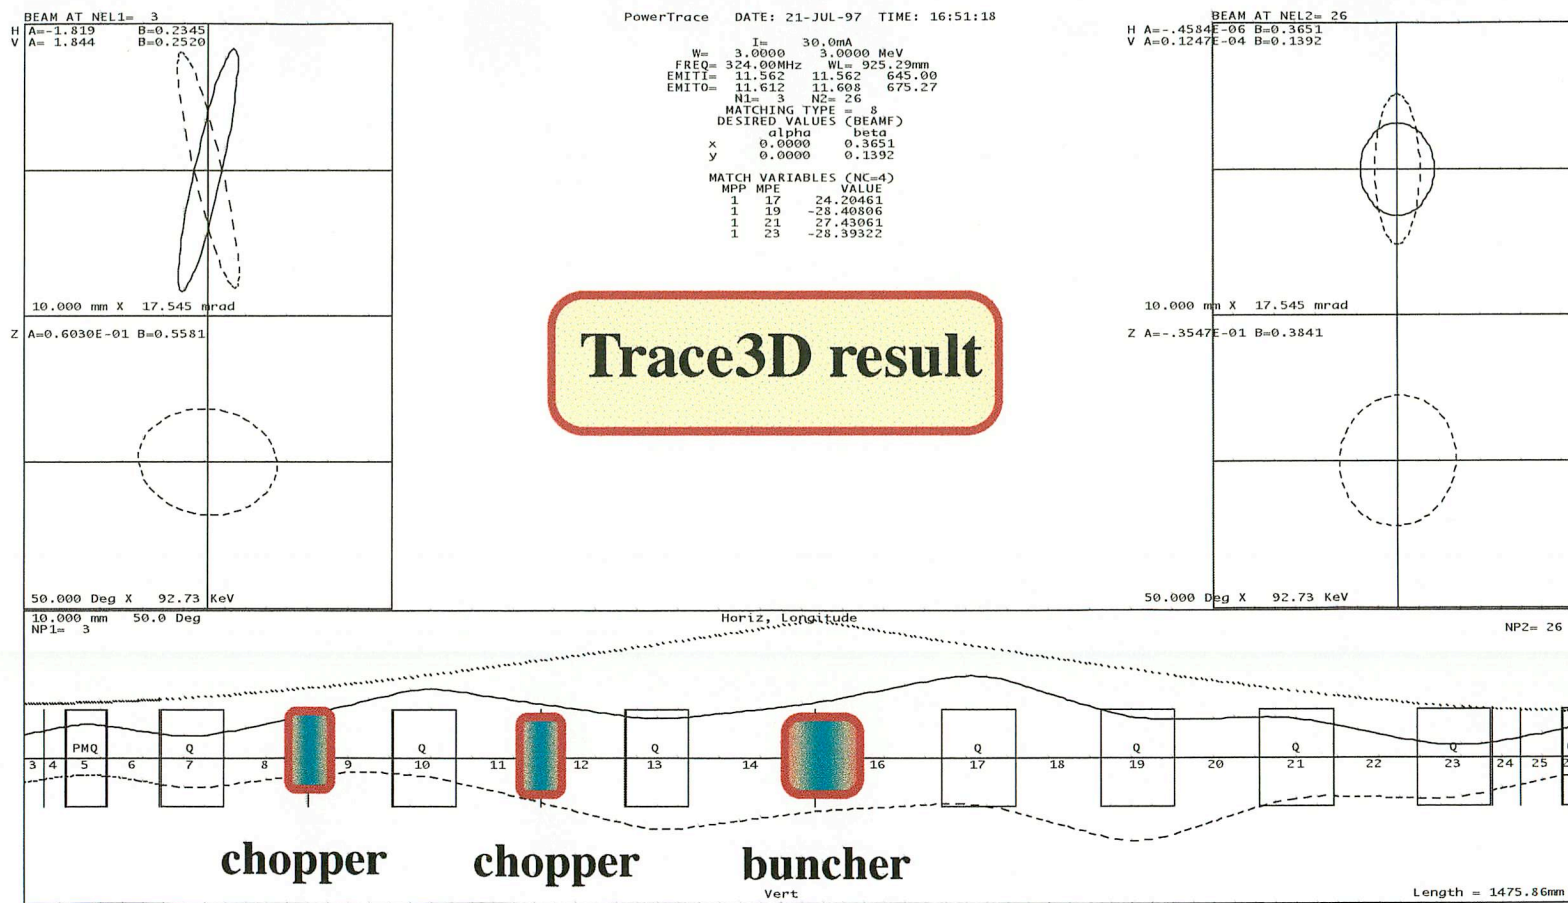 BEAM AT NEL1= 3
H A=-1.819 B=0.2345
V A= 1.844 B=0.2520
10.000 mm X 17.545 mrad
Z A=0.6030E-01 B=0.5581
50.000 Deg X 92.73 KeV
PowerTrace DATE: 21-JUL-97 TIME: 16:51:18
I= 30.0mA
W= 3.0000 3.0000 MeV
FREQ= 324.00MHz WL= 925.29mm
EMITI= 11.562 11.562 645.00
EMITO= 11.612 11.608 675.27
N1= 3 N2= 26
MATCHING TYPE = 8
DESIRED VALUES (BEAMF)
alpha beta
x 0.0000 0.3651
y 0.0000 0.1392
MATCH VARIABLES (NC=4)
MPP MPE VALUE
1 17 24.20461
1 19 -28.40806
1 21 27.43061
1 23 -28.39322
Trace3D result
BEAM AT NEL2= 26
H A=-.4584E-06 B=0.3651
V A=0.1247E-04 B=0.1392
10.000 mm X 17.545 mrad
Z A=-.3547E-01 B=0.3841
50.000 Deg X 92.73 KeV
10.000 mm 50.0 Deg
NP1= 3
Horiz, Longitude
NP2= 26
PMQ Q Q Q Q Q Q Q
3 4 5 6 7 8 9 10 11 12 13 14 16 17 18 19 20 21 22 23 24 25
chopper chopper buncher
Vert
Length = 1475.86mm